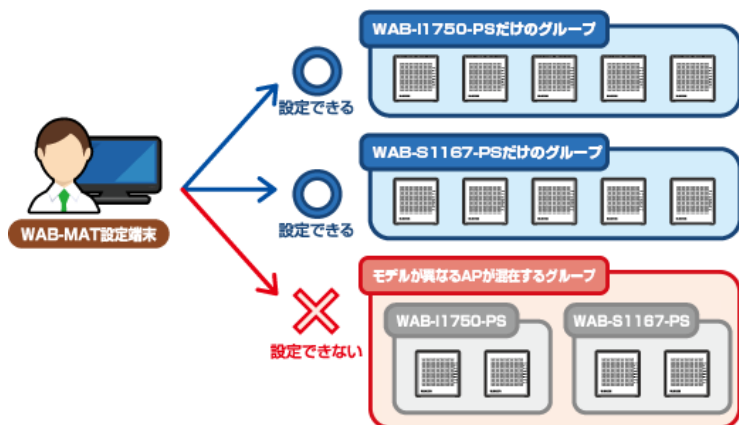 WAB-I1750-PSだけのグループ
設定できる
WAB-S1167-PSだけのグループ
設定できる
WAB-MAT設定端末
モデルが異なるAPが混在するグループ
WAB-I1750-PS
WAB-S1167-PS
設定できない